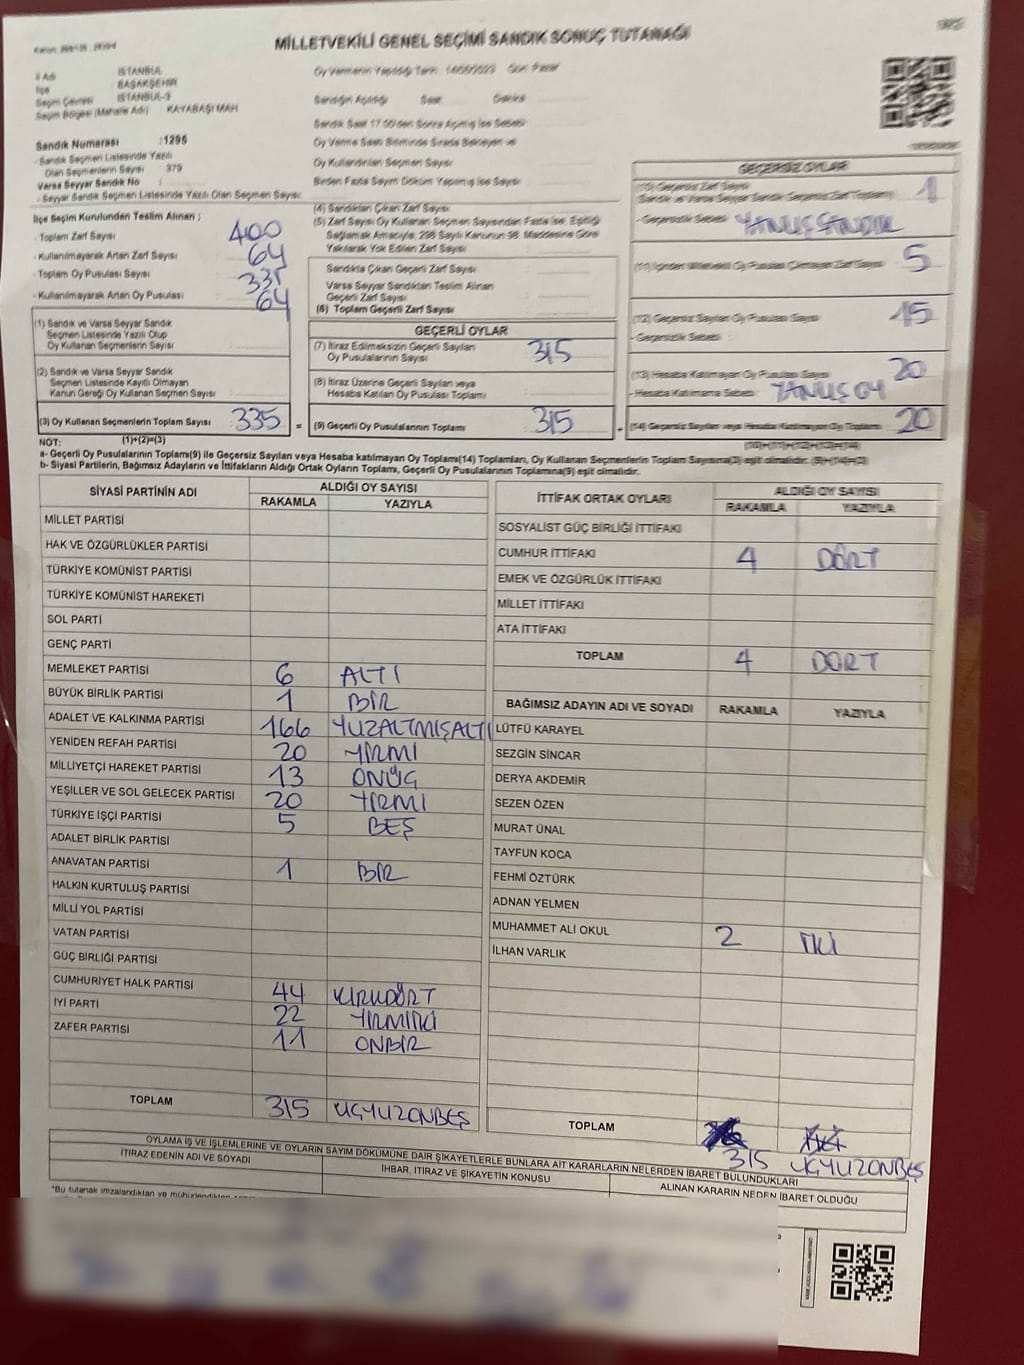 MİLLETVEKİLİ GENEL SEÇİMİ SANDIK SONUÇ TUTANAĞI
İl Adı : İSTANBUL
İlçe : BAŞAKŞEHİR
Seçim Çevresi : İSTANBUL-3
Seçim Bölgesi (Mahalle Adı) : KAYABAŞI MAH
Sandık Numarası :1295
- Sandık Seçmen Listesinde Yazılı
Olan Seçmenlerin Sayısı : 379
Varsa Seyyar Sandık No :
- Seyyar Sandık Seçmen Listesinde Yazılı Olan Seçmen Sayısı:
İlçe Seçim Kurulundan Teslim Alınan ;
- Toplam Zarf Sayısı 400
- Kullanılmayarak Artan Zarf Sayısı 64
- Toplam Oy Pusulası Sayısı
- Kullanılmayarak Artan Oy Pusulası 64
(1) Sandık ve Varsa Seyyar Sandık
Seçmen Listesinde Yazılı Olup
Oy Kullanan Seçmenlerin Sayısı :
(2) Sandık ve Varsa Seyyar Sandık
Seçmen Listesinde Kayıtlı Olmayan
Kanun Gereği Oy Kullanan Seçmen Sayısı :
(3) Oy Kullanan Seçmenlerin Toplam Sayısı 335 =
(1)+(2)=(3)
Oy Vermenin Yapıldığı Tarih : 14/05/2023 Gün: Pazar
Sandığın Açıldığı Saat Dakika
Sandık Saat 17.00'den Sonra Açılmış İse Sebebi:
Oy Verme Saati Bitiminde Sırada Bekleyen ve
Oy Kullandırılan Seçmen Sayısı
Birden Fazla Sayım Döküm Yapılmış İse Sayısı
(4) Sandıktan Çıkan Zarf Sayısı
(5) Zarf Sayısı Oy Kullanan Seçmen Sayısından Fazla İse, Eşitliği
Sağlamak Amacıyla, 298 Sayılı Kanunun 98. Maddesine Göre
Yakılarak Yok Edilen Zarf Sayısı
Sandıkta Çıkan Geçerli Zarf Sayısı :
Varsa Seyyar Sandıktan Teslim Alınan
Geçerli Zarf Sayısı
(6) Toplam Geçerli Zarf Sayısı
GEÇERLİ OYLAR
(7) İtiraz Edilmeksizin Geçerli Sayılan
Oy Pusulalarının Sayısı 315
(8) İtiraz Üzerine Geçerli Sayılan veya
Hesaba Katılan Oy Pusulası Toplamı
(9) Geçerli Oy Pusulalarının Toplamı 315 +
GEÇERSİZ OYLAR
(10) Geçersiz Zarf Sayısı 1
(Sandık ve Varsa Seyyar Sandık Geçersiz Zarf Toplamı)
- Geçersizlik Sebebi
(11) İçinden Milletvekili Oy Pusulası Çıkmayan Zarf Sayısı 5
(12) Geçersiz Sayılan Oy Pusulası Sayısı 15
- Geçersizlik Sebebi :
(13) Hesaba Katılmayan Oy Pusulası Sayısı 20
- Hesaba Katılmama Sebebi: YANLIŞ OY
(14) Geçersiz Sayılan veya Hesaba Katılmayan Oy Toplamı 20
(10)+(11)+(12)+(13)=(14)
NOT:
a- Geçerli Oy Pusulalarının Toplamı(9) ile Geçersiz Sayılan veya Hesaba katılmayan Oy Toplamı(14) Toplamları, Oy Kullanan Seçmenlerin Toplam Sayısına(3) eşit olmalıdır. (9)+(14)=(3)
b- Siyasi Partilerin, Bağımsız Adayların ve İttifakların Aldığı Ortak Oyların Toplamı, Geçerli Oy Pusulalarının Toplamına(9) eşit olmalıdır.
SİYASİ PARTİNİN ADI ALDIĞI OY SAYISI
RAKAMLA YAZIYLA
MİLLET PARTİSİ
HAK VE ÖZGÜRLÜKLER PARTİSİ
TÜRKİYE KOMÜNİST PARTİSİ
TÜRKİYE KOMÜNİST HAREKETİ
SOL PARTİ
GENÇ PARTİ
MEMLEKET PARTİSİ 6 ALTI
BÜYÜK BİRLİK PARTİSİ 1 BİR
ADALET VE KALKINMA PARTİSİ 166 YÜZALTMIŞALTI
YENİDEN REFAH PARTİSİ 20 YİRMİ
MİLLİYETÇİ HAREKET PARTİSİ 13 ONÜÇ
YEŞİLLER VE SOL GELECEK PARTİSİ 20 YİRMİ
TÜRKİYE İŞÇİ PARTİSİ 5 BEŞ
ADALET BİRLİK PARTİSİ
ANAVATAN PARTİSİ 1 BİR
HALKIN KURTULUŞ PARTİSİ
MİLLİ YOL PARTİSİ
VATAN PARTİSİ
GÜÇ BİRLİĞİ PARTİSİ
CUMHURİYET HALK PARTİSİ 44 KIRKDÖRT
İYİ PARTİ 22 YİRMİİKİ
ZAFER PARTİSİ 11 ONBİR
TOPLAM 315 ÜÇYÜZONBEŞ
İTTİFAK ORTAK OYLARI ALDIĞI OY SAYISI
RAKAMLA YAZIYLA
SOSYALİST GÜÇ BİRLİĞİ İTTİFAKI
CUMHUR İTTİFAKI 4 DÖRT
EMEK VE ÖZGÜRLÜK İTTİFAKI
MİLLET İTTİFAKI
ATA İTTİFAKI
TOPLAM 4 DÖRT
BAĞIMSIZ ADAYIN ADI VE SOYADI RAKAMLA YAZIYLA
LÜTFÜ KARAYEL
SEZGİN SİNCAR
DERYA AKDEMİR
SEZEN ÖZEN
MURAT ÜNAL
TAYFUN KOCA
FEHMİ ÖZTÜRK
ADNAN YELMEN
MUHAMMET ALİ OKUL 2 İKİ
İLHAN VARLIK
TOPLAM
315 ÜÇYÜZONBEŞ
OYLAMA İŞ VE İŞLEMLERİNE VE OYLARIN SAYIM DÖKÜMÜNE DAİR ŞİKAYETLERLE BUNLARA AİT KARARLARIN NELERDEN İBARET BULUNDUKLARI
İTİRAZ EDENİN ADI VE SOYADI İHBAR, İTİRAZ VE ŞİKAYETİN KONUSU ALINAN KARARIN NEDEN İBARET OLDUĞU
*Bu tutanak imzalandıktan ve mühürlendikten